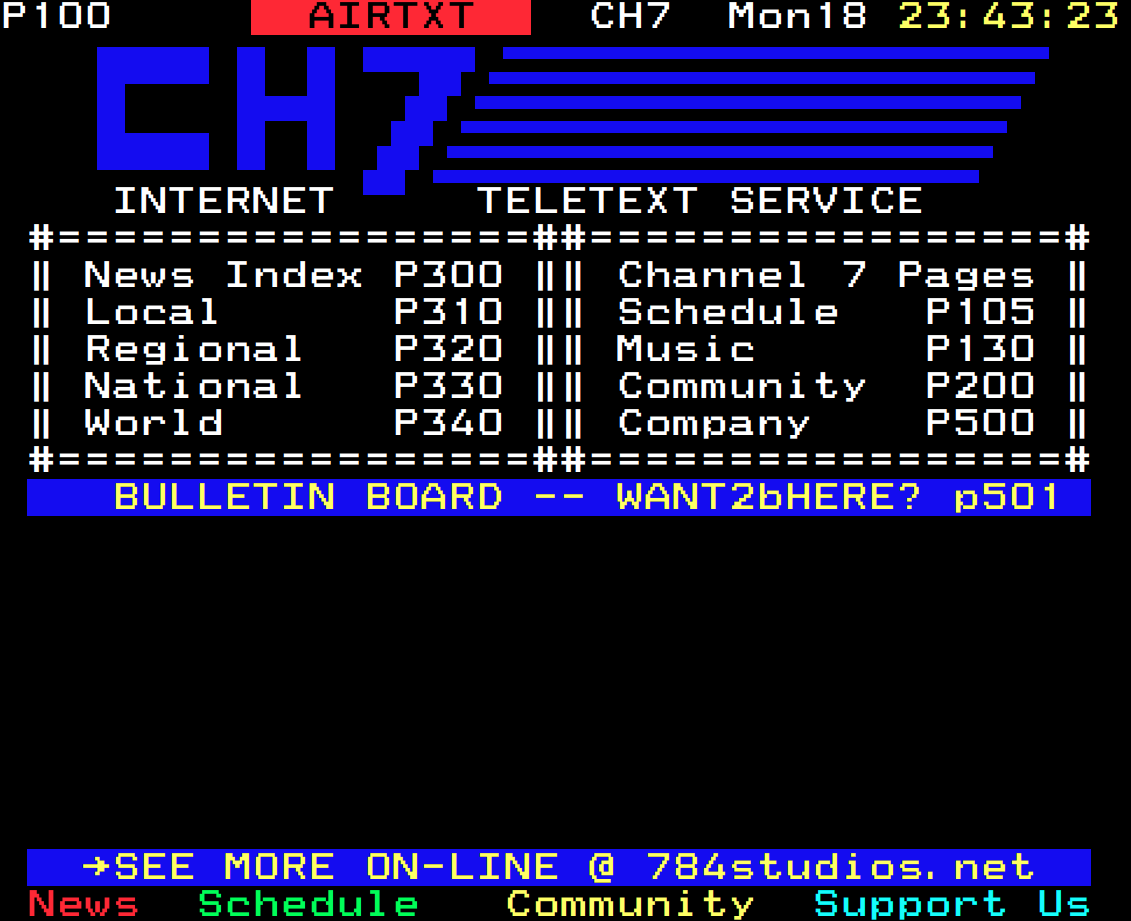 P100 AIRTXT CH7 Mon18 23:43:23
CH7
INTERNET TELETEXT SERVICE
#=================##=================#
‖ News Index P300 ‖‖ Channel 7 Pages ‖
‖ Local P310 ‖‖ Schedule P105 ‖
‖ Regional P320 ‖‖ Music P130 ‖
‖ National P330 ‖‖ Community P200 ‖
‖ World P340 ‖‖ Company P500 ‖
#=================##=================#
BULLETIN BOARD -- WANT2bHERE? p501
→SEE MORE ON-LINE @ 784studios.net
News Schedule Community Support Us